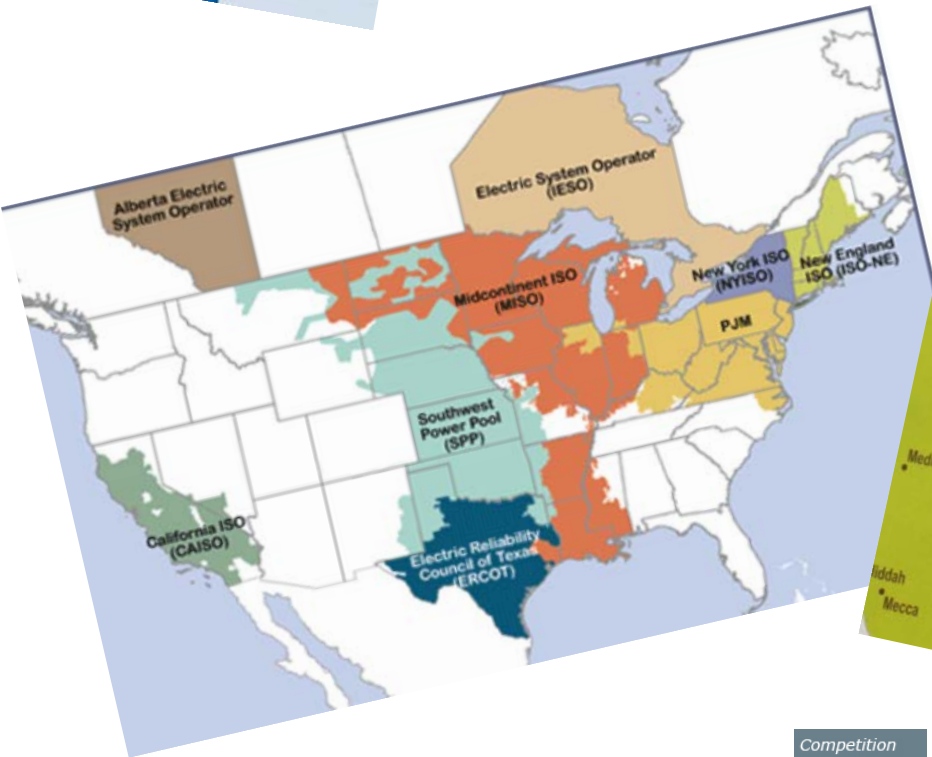 Alberta Electric
System Operator
Electric System Operator
(IESO)
Midcontinent ISO
(MISO)
New York ISO
(NYISO)
New England
ISO (ISO-NE)
PJM
Southwest
Power Pool
(SPP)
California ISO
(CAISO)
Electric Reliability
Council of Texas
(ERCOT)
Mecca
Competition